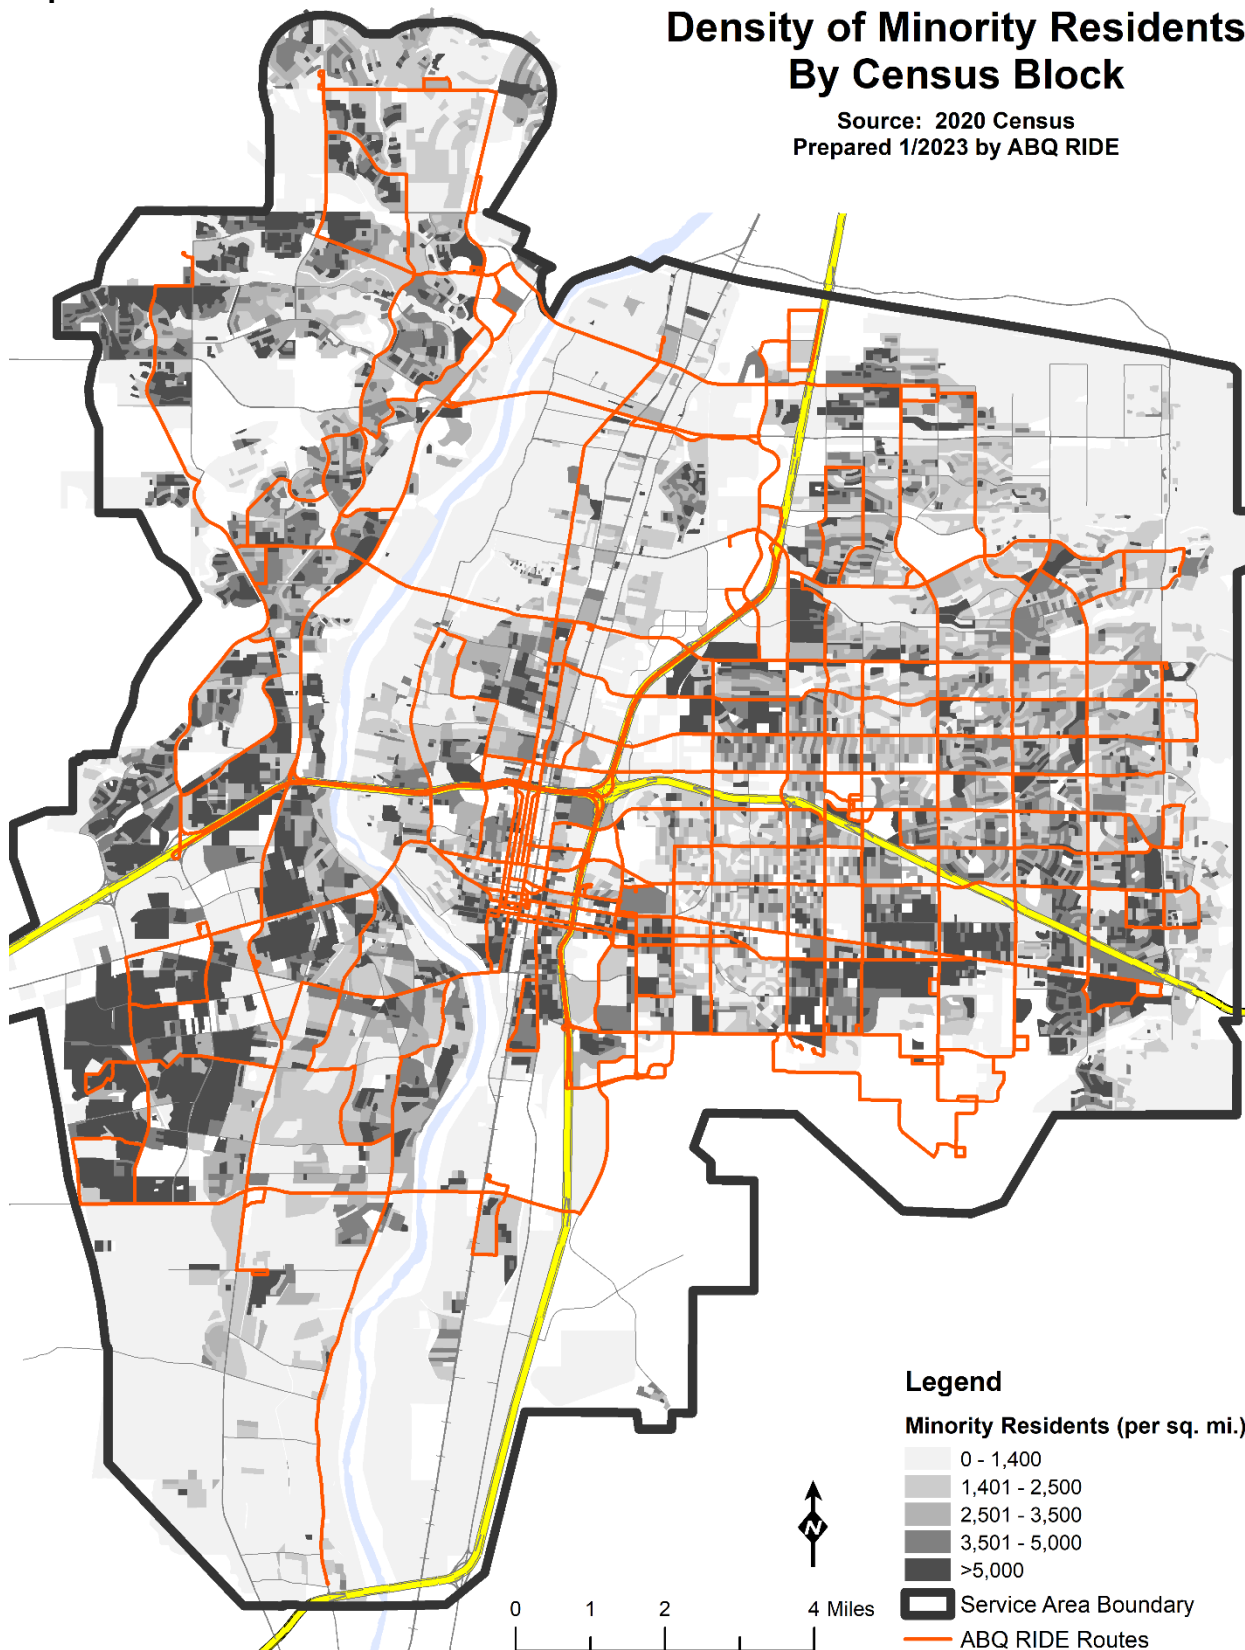 Density of Minority Residents
By Census Block
Source: 2020 Census
Prepared 1/2023 by ABQ RIDE
Legend
Minority Residents (per sq. mi.)
0 - 1,400
1,401 - 2,500
2,501 - 3,500
3,501 - 5,000
>5,000
Service Area Boundary
ABQ RIDE Routes
N
0 1 2 4 Miles